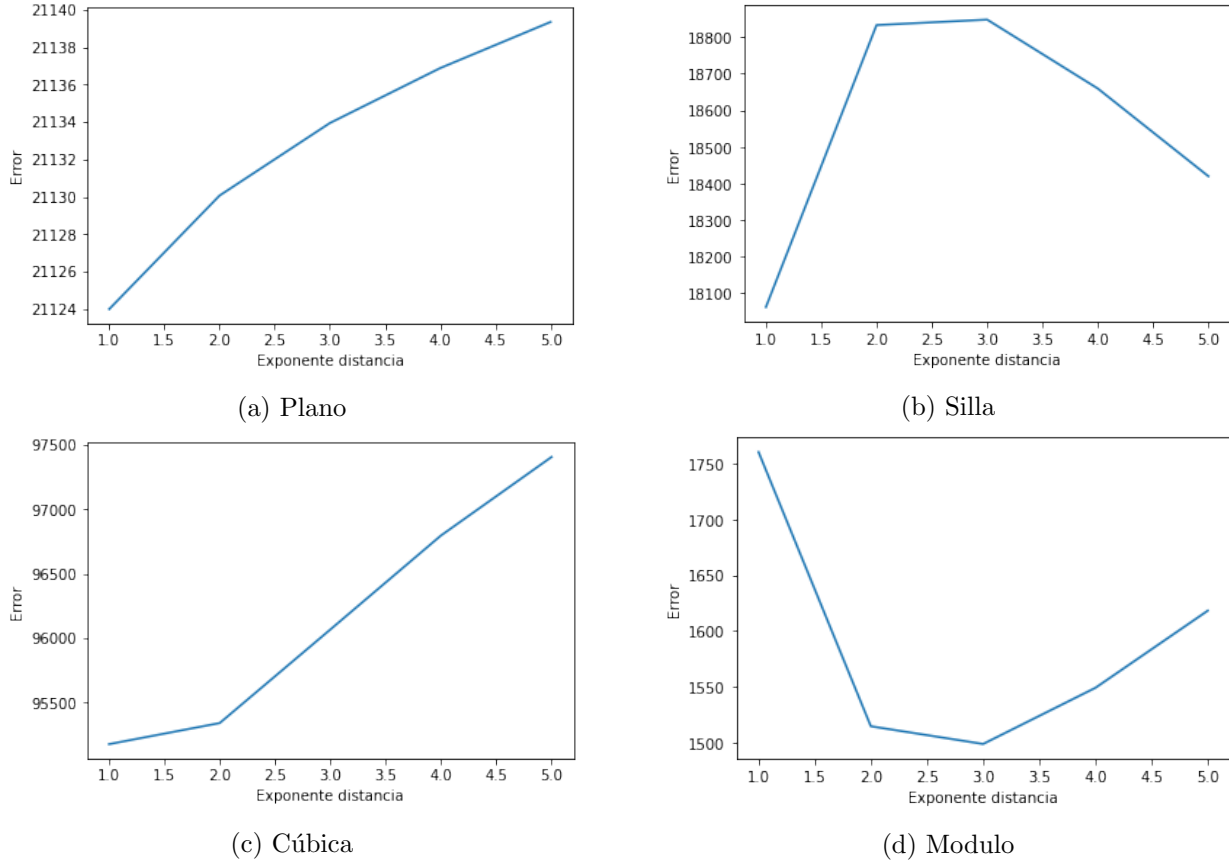 21140
21138
21136
21134
21132
21130
21128
21126
21124
Error
1.0 1.5 2.0 2.5 3.0 3.5 4.0 4.5 5.0
Exponente distancia
(a) Plano
18800
18700
18600
18500
18400
18300
18200
18100
Error
1.0 1.5 2.0 2.5 3.0 3.5 4.0 4.5 5.0
Exponente distancia
(b) Silla
97500
97000
96500
96000
95500
Error
1.0 1.5 2.0 2.5 3.0 3.5 4.0 4.5 5.0
Exponente distancia
(c) Cúbica
1750
1700
1650
1600
1550
1500
Error
1.0 1.5 2.0 2.5 3.0 3.5 4.0 4.5 5.0
Exponente distancia
(d) Modulo